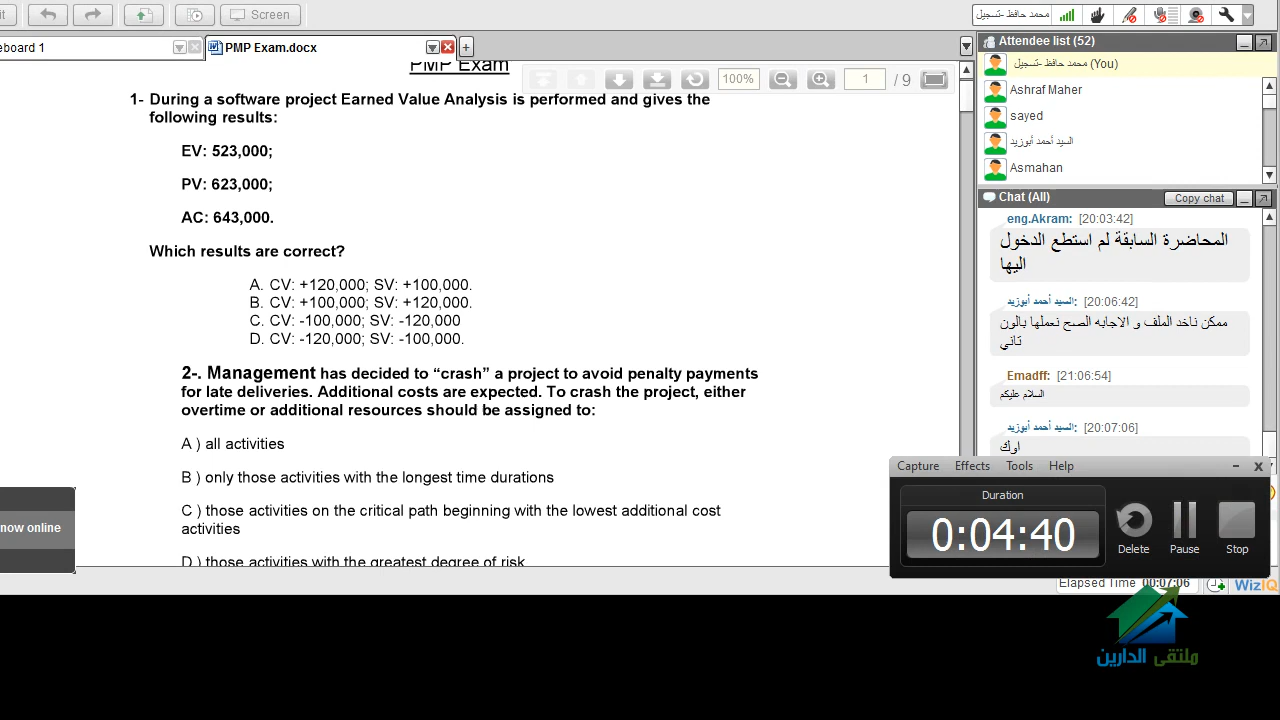 Screen
محمد حافظ -تسجيل
eboard 1
PMP Exam.docx
Attendee list (52)
PMP Exam
100%
1
/ 9
محمد حافظ -تسجيل (You)
Ashraf Maher
sayed
السيد أحمد أبوزيد
Asmahan
1- During a software project Earned Value Analysis is performed and gives the
following results:
EV: 523,000;
PV: 623,000;
AC: 643,000.
Which results are correct?
A. CV: +120,000; SV: +100,000.
B. CV: +100,000; SV: +120,000.
C. CV: -100,000; SV: -120,000
D. CV: -120,000; SV: -100,000.
2-. Management has decided to “crash” a project to avoid penalty payments
for late deliveries. Additional costs are expected. To crash the project, either
overtime or additional resources should be assigned to:
A ) all activities
B ) only those activities with the longest time durations
C ) those activities on the critical path beginning with the lowest additional cost
activities
D ) those activities with the greatest degree of risk
Chat (All)
Copy chat
eng.Akram: [20:03:42]
المحاضرة السابقة لم استطع الدخول
اليها
السيد أحمد أبوزيد: [20:06:42]
ممكن ناخد الملف و الاجابه الصح نعملها بالون
تاني
Emadff: [21:06:54]
السلام عليكم
السيد أحمد أبوزيد: [20:07:06]
اوك
now online
Capture Effects Tools Help
Duration
0:04:40
Delete
Pause
Stop
Elapsed Time 00:07:06
WizIQ
ملتقى الدارين